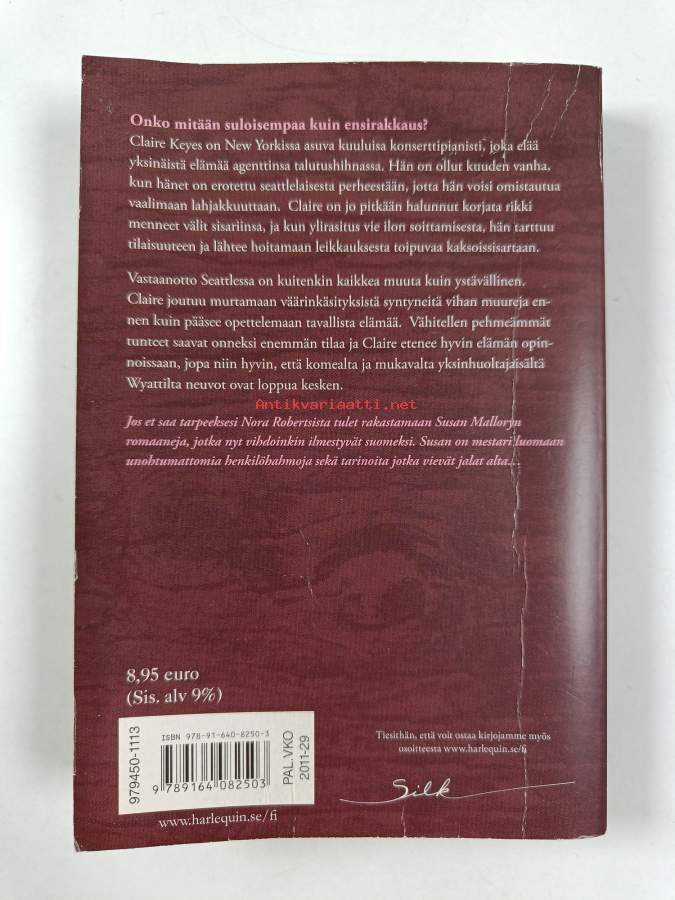 Onko mitään suloisempaa kuin ensirakkaus?
Claire Keyes on New Yorkissa asuva kuuluisa konserttipianisti, joka elää
yksinäistä elämää agenttinsa talutushihnassa. Hän on ollut kuuden vanha,
kun hänet on erotettu seattlelaisesta perheestään, jotta hän voisi omistautua
vaalimaan lahjakkuuttaan. Claire on jo pitkään halunnut korjata rikki
menneet välit sisariinsa, ja kun ylirasitus vie ilon soittamisesta, hän tarttuu
tilaisuuteen ja lähtee hoitamaan leikkauksesta toipuvaa kaksoissisartaan.
Vastaanotto Seattlessa on kuitenkin kaikkea muuta kuin ystävällinen.
Claire joutuu murtamaan väärinkäsityksistä syntyneitä vihan muureja en-
nen kuin pääsee opettelemaan tavallista elämää. Vähitellen pehmeämmät
tunteet saavat onneksi enemmän tilaa ja Claire etenee hyvin elämän opin-
noissaan, jopa niin hyvin, että komealta ja mukavalta yksinhuoltajaisältä
Wyattilta neuvot ovat loppua kesken.
Antikvariaatti.net
Jos et saa tarpeeksesi Nora Robertsista tulet rakastamaan Susan Malloryn
romaaneja, jotka nyt vihdoinkin ilmestyvät suomeksi. Susan on mestari luomaan
unohtumattomia henkilöhahmoja sekä tarinoita jotka vievät jalat alta...
8,95 euro
(Sis. alv 9%)
979450-1113
ISBN 978-91-640-8250-3
9 789164 082503
PAL.VKO
2011-29
www.harlequin.se/fi
Tiesithän, että voit ostaa kirjojamme myös
osoitteesta www.harlequin.se/fi
Silk